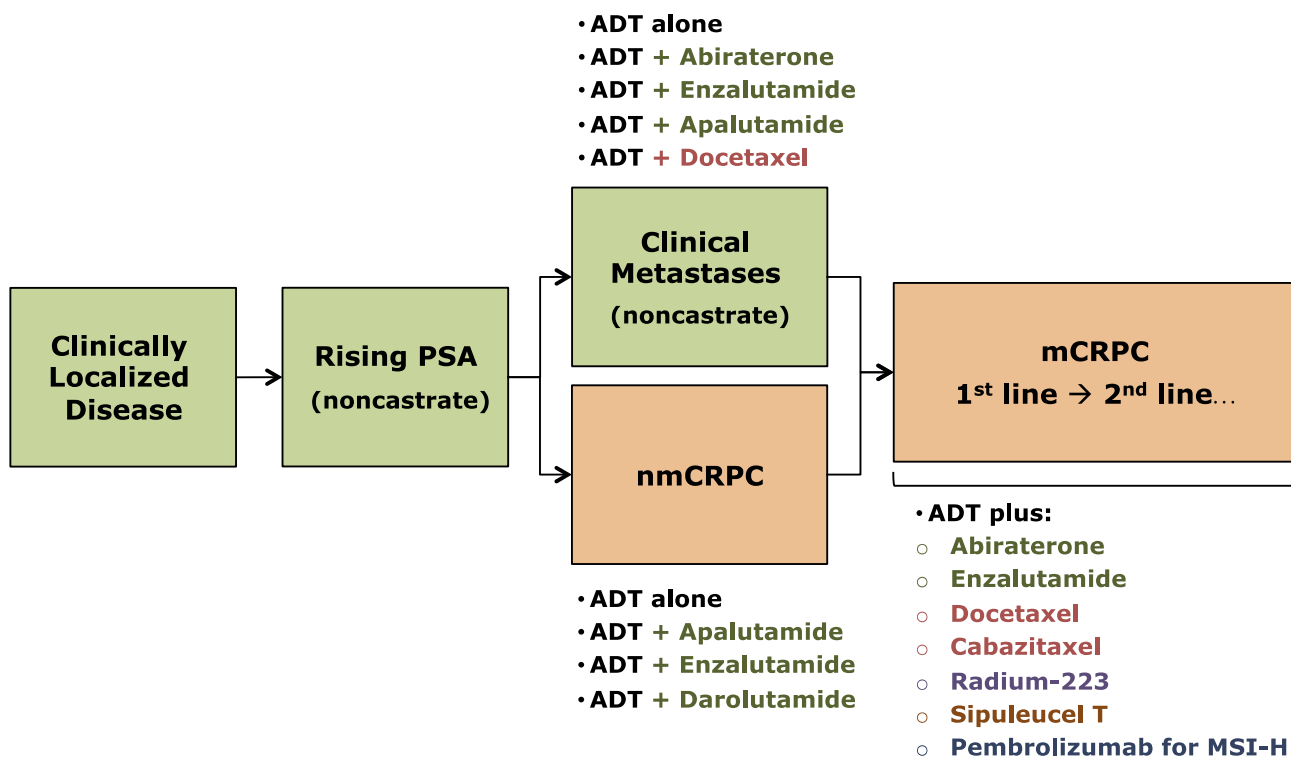 · ADT alone
· ADT + Abiraterone
· ADT + Enzalutamide
· ADT + Apalutamide
· ADT + Docetaxel
Clinically
Localized
Disease
Rising PSA
(noncastrate)
Clinical
Metastases
(noncastrate)
nmCRPC
mCRPC
1st line → 2nd line...
· ADT alone
· ADT + Apalutamide
· ADT + Enzalutamide
· ADT + Darolutamide
· ADT plus:
○ Abiraterone
○ Enzalutamide
○ Docetaxel
○ Cabazitaxel
○ Radium-223
○ Sipuleucel T
○ Pembrolizumab for MSI-H